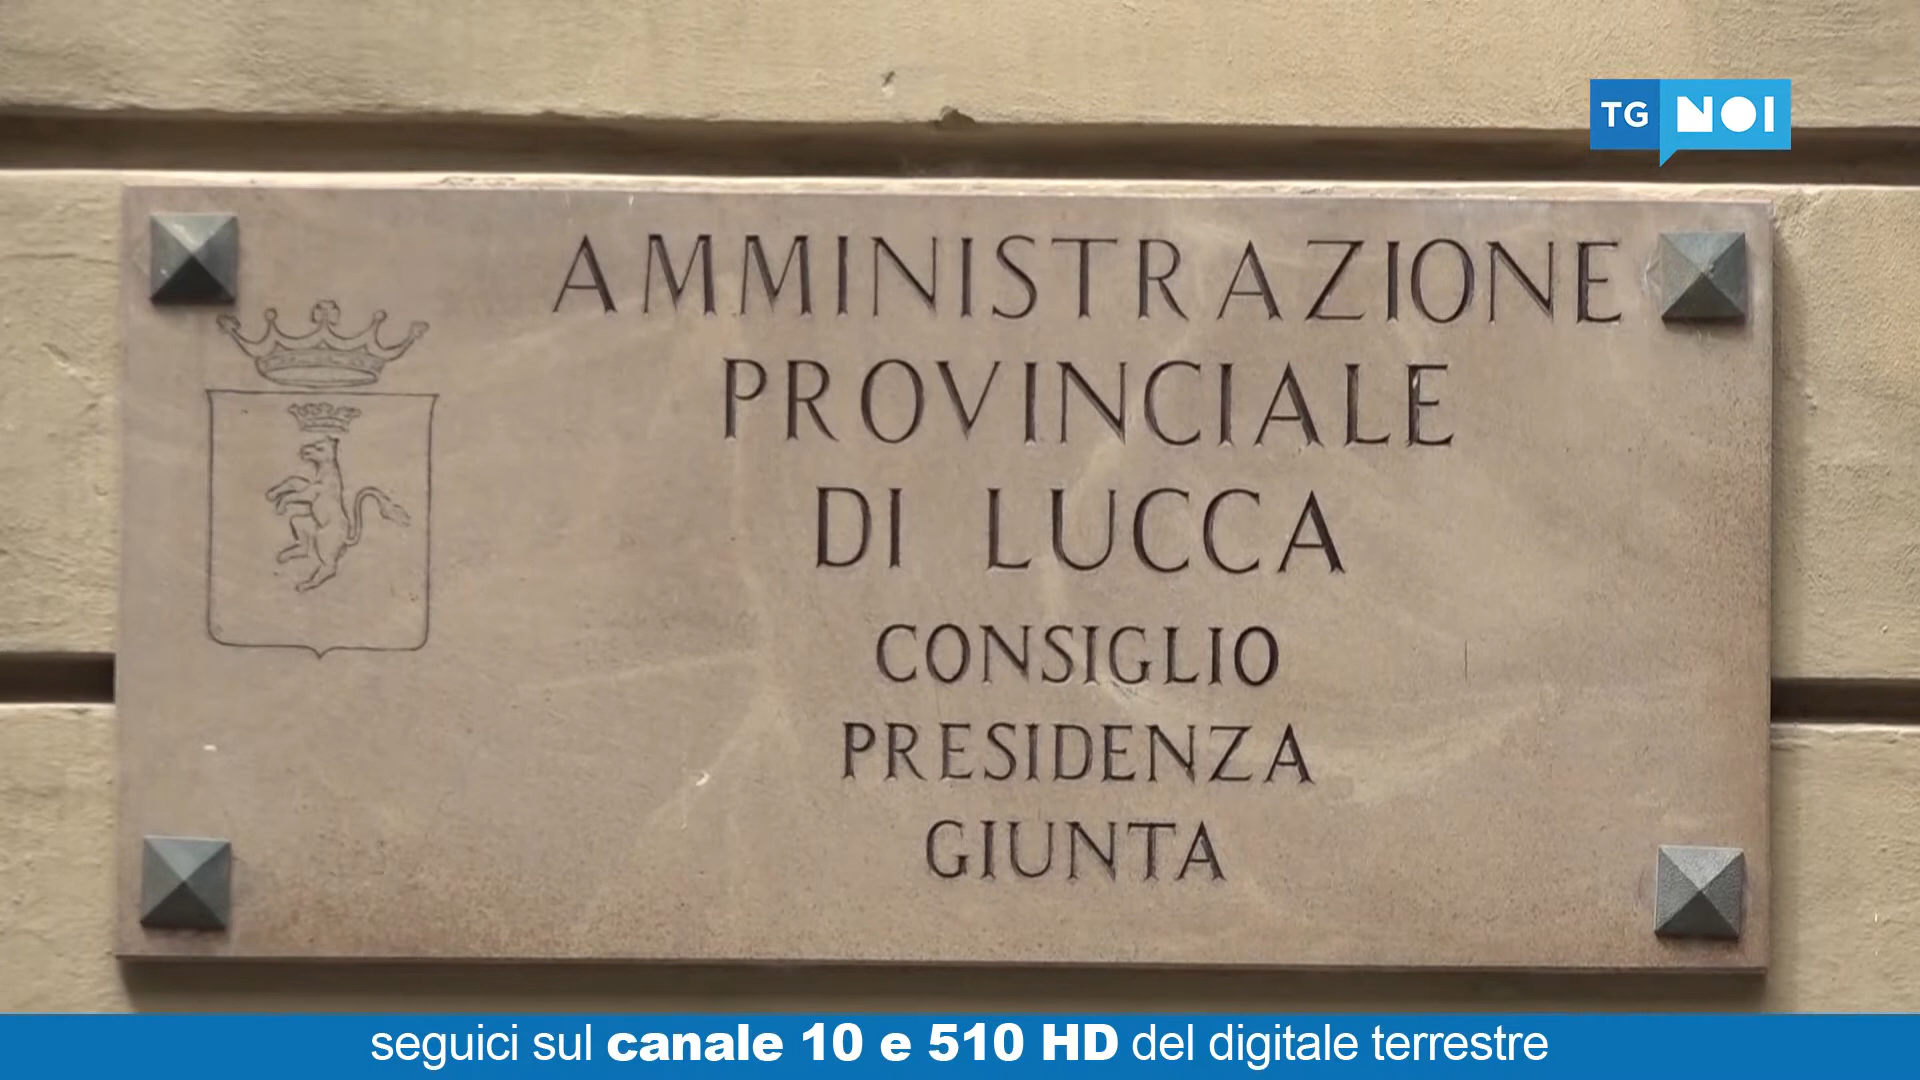 TG NOI
AMMINISTRAZIONE
PROVINCIALE
DI LUCCA
CONSIGLIO
PRESIDENZA
GIUNTA
seguici sul canale 10 e 510 HD del digitale terrestre